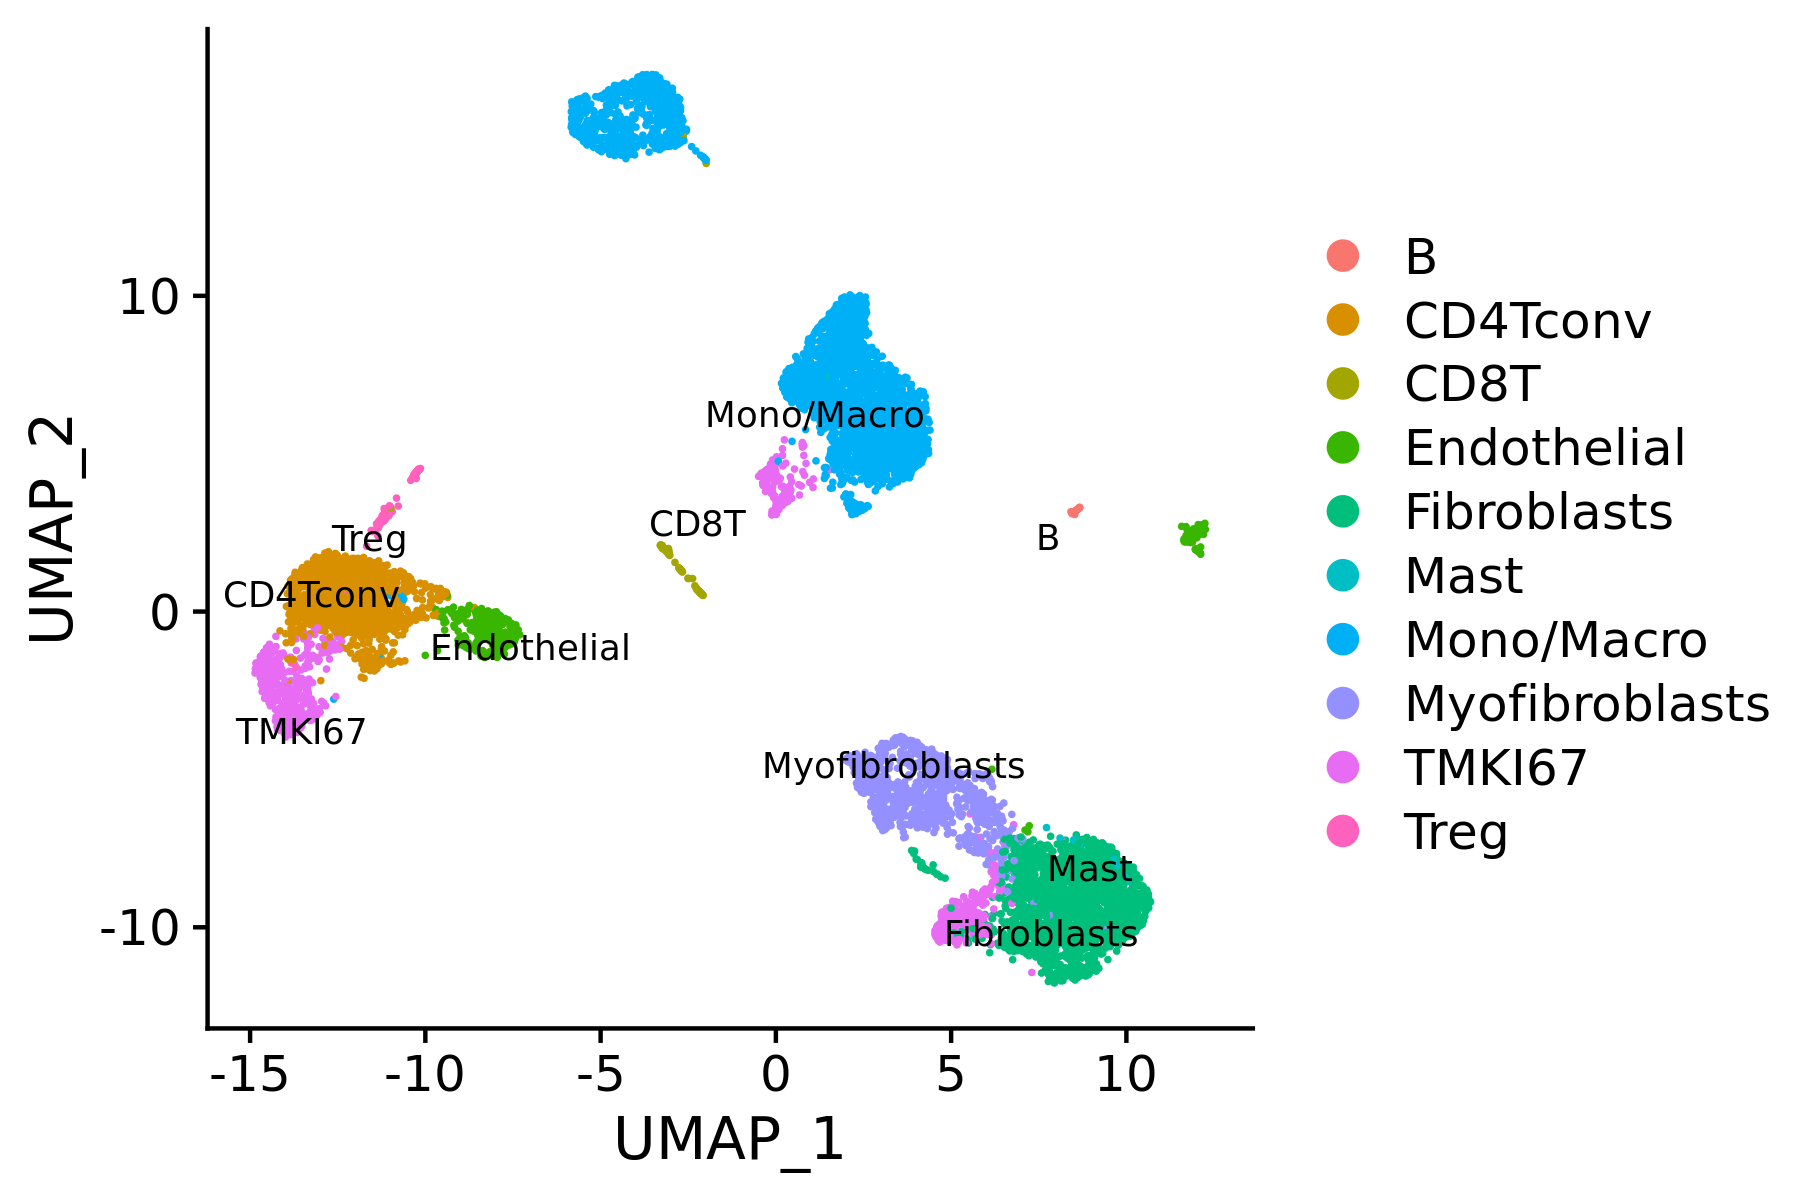 10
0
-10
UMAP_2
-15
-10
-5
0
5
10
UMAP_1
Mono/Macro
CD8T
B
Treg
CD4Tconv
Endothelial
TMKI67
Myofibroblasts
Mast
Fibroblasts
B
CD4Tconv
CD8T
Endothelial
Fibroblasts
Mast
Mono/Macro
Myofibroblasts
TMKI67
Treg